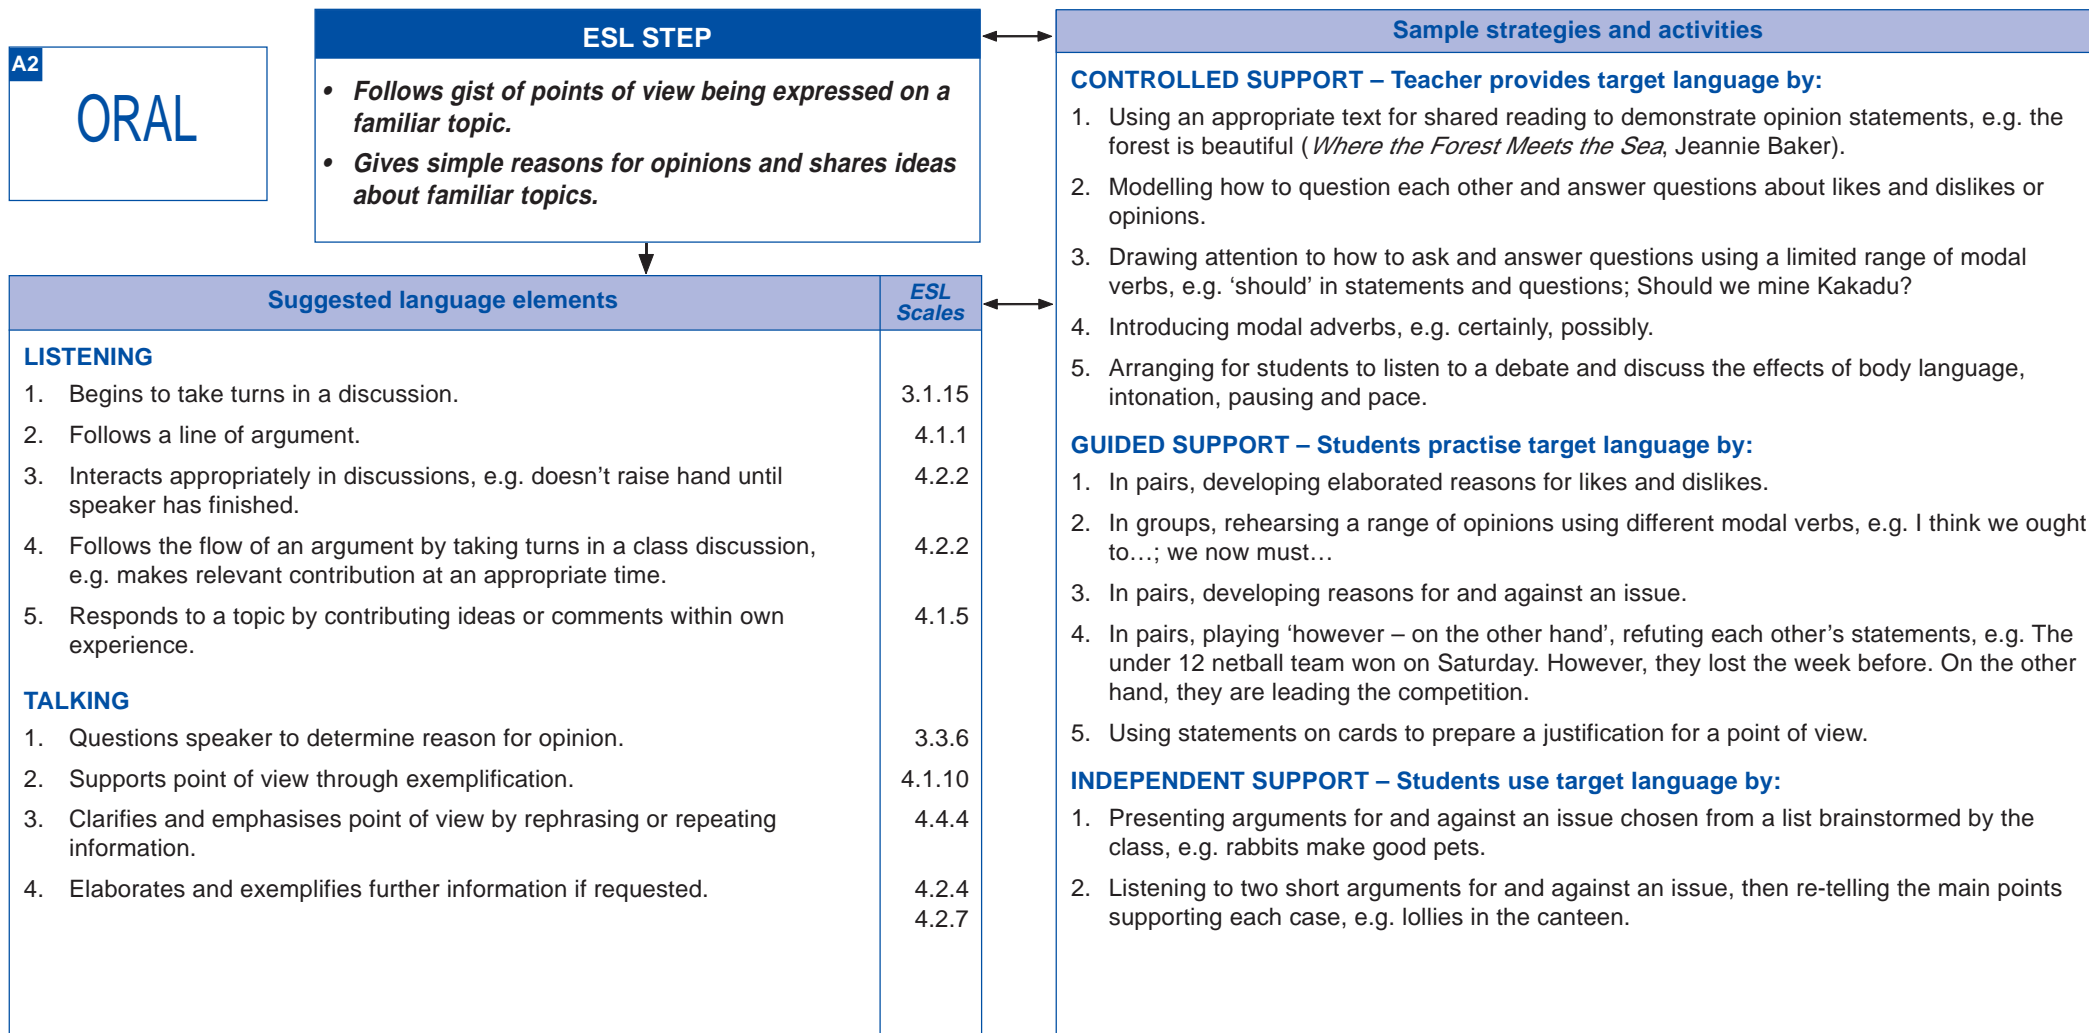 A2
ORAL
ESL STEP
• Follows gist of points of view being expressed on a
familiar topic.
• Gives simple reasons for opinions and shares ideas
about familiar topics.
Suggested language elements
ESL
Scales
LISTENING
1. Begins to take turns in a discussion. 3.1.15
2. Follows a line of argument. 4.1.1
3. Interacts appropriately in discussions, e.g. doesn’t raise hand until 4.2.2
speaker has finished.
4. Follows the flow of an argument by taking turns in a class discussion, 4.2.2
e.g. makes relevant contribution at an appropriate time.
5. Responds to a topic by contributing ideas or comments within own 4.1.5
experience.
TALKING
1. Questions speaker to determine reason for opinion. 3.3.6
2. Supports point of view through exemplification. 4.1.10
3. Clarifies and emphasises point of view by rephrasing or repeating 4.4.4
information.
4. Elaborates and exemplifies further information if requested. 4.2.4
4.2.7
Sample strategies and activities
CONTROLLED SUPPORT – Teacher provides target language by:
1. Using an appropriate text for shared reading to demonstrate opinion statements, e.g. the
forest is beautiful (Where the Forest Meets the Sea, Jeannie Baker).
2. Modelling how to question each other and answer questions about likes and dislikes or
opinions.
3. Drawing attention to how to ask and answer questions using a limited range of modal
verbs, e.g. ‘should’ in statements and questions; Should we mine Kakadu?
4. Introducing modal adverbs, e.g. certainly, possibly.
5. Arranging for students to listen to a debate and discuss the effects of body language,
intonation, pausing and pace.
GUIDED SUPPORT – Students practise target language by:
1. In pairs, developing elaborated reasons for likes and dislikes.
2. In groups, rehearsing a range of opinions using different modal verbs, e.g. I think we ought
to…; we now must…
3. In pairs, developing reasons for and against an issue.
4. In pairs, playing ‘however – on the other hand’, refuting each other’s statements, e.g. The
under 12 netball team won on Saturday. However, they lost the week before. On the other
hand, they are leading the competition.
5. Using statements on cards to prepare a justification for a point of view.
INDEPENDENT SUPPORT – Students use target language by:
1. Presenting arguments for and against an issue chosen from a list brainstormed by the
class, e.g. rabbits make good pets.
2. Listening to two short arguments for and against an issue, then re-telling the main points
supporting each case, e.g. lollies in the canteen.